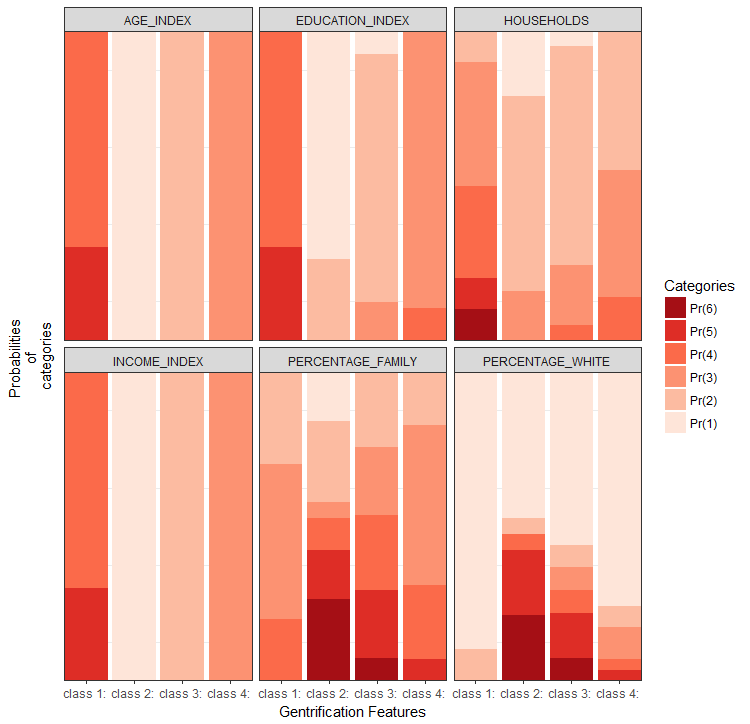 AGE_INDEX
EDUCATION_INDEX
HOUSEHOLDS
INCOME_INDEX
PERCENTAGE_FAMILY
PERCENTAGE_WHITE
Probabilities
of
categories
class 1: class 2: class 3: class 4:
class 1: class 2: class 3: class 4:
class 1: class 2: class 3: class 4:
Gentrification Features
Categories
Pr(6)
Pr(5)
Pr(4)
Pr(3)
Pr(2)
Pr(1)